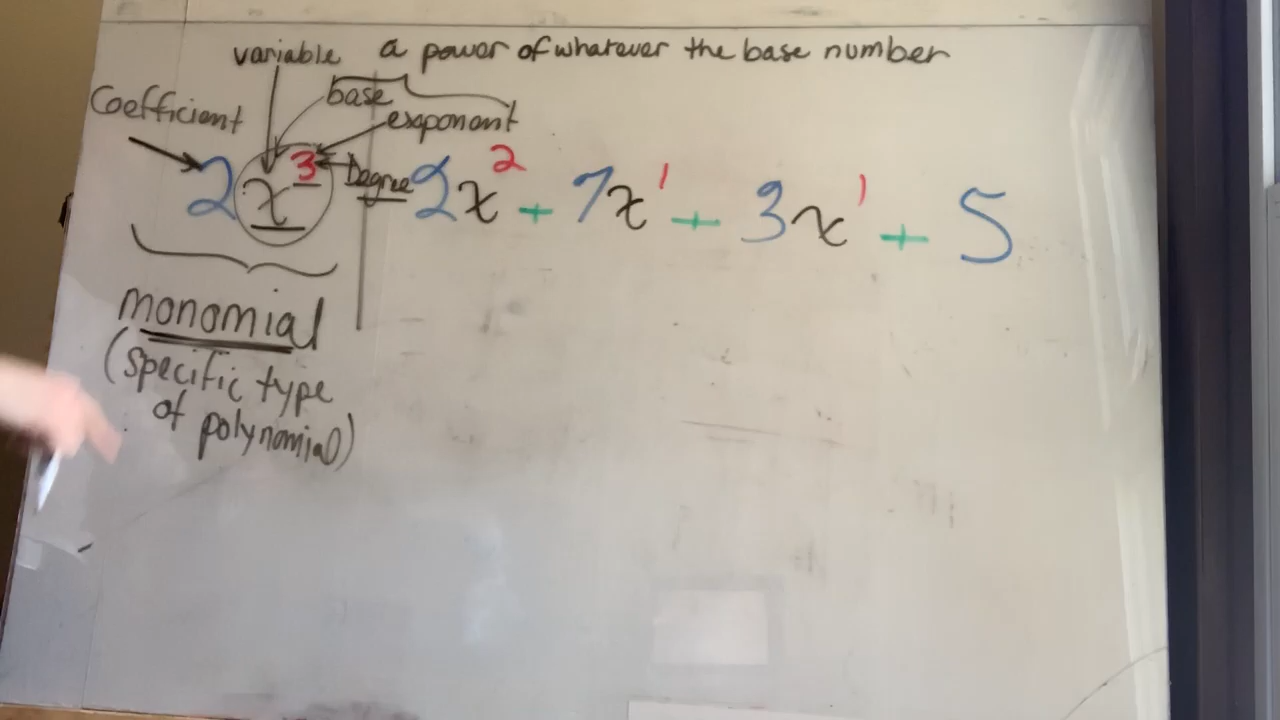 variable a power of whatever the base number
base
Coefficient exponent
2x³ Degree 2x² + 7x¹ + 3x¹ + 5
monomial
(specific type
of polynomial)